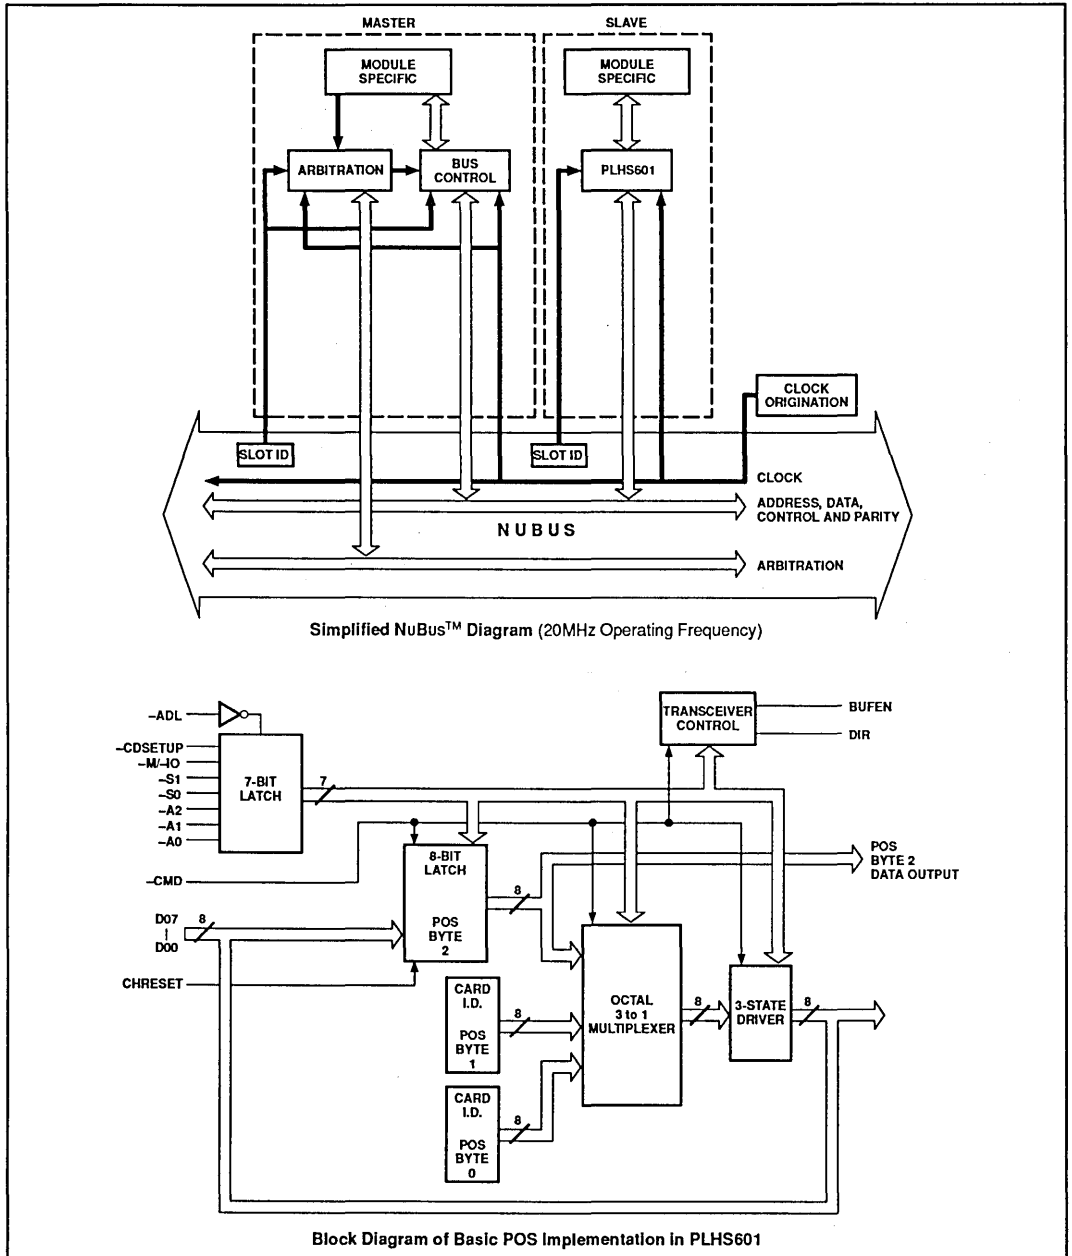 MASTER
SLAVE
MODULE
SPECIFIC
MODULE
SPECIFIC
ARBITRATION
BUS
CONTROL
PLHS601
CLOCK
ORIGINATION
SLOT ID
SLOT ID
CLOCK
ADDRESS, DATA,
CONTROL AND PARITY
NUBUS
ARBITRATION
Simplified NuBus™ Diagram (20MHz Operating Frequency)
TRANSCEIVER
CONTROL
BUFEN
DIR
–ADL
–CDSETUP
–M/–IO
–S1
–S0
–A2
–A1
–A0
7-BIT
LATCH
7
–CMD
8-BIT
LATCH
POS
BYTE
2
8
POS
BYTE 2
DATA OUTPUT
D07
|
D00
8
CHRESET
CARD
I.D.
POS
BYTE
1
8
OCTAL
3 to 1
MULTIPLEXER
8
3-STATE
DRIVER
8
CARD
I.D.
POS
BYTE
0
8
Block Diagram of Basic POS Implementation in PLHS601